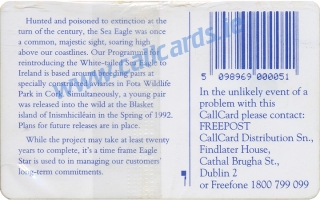 Hunted and poisoned to extinction at the
turn of the century, the Sea Eagle was once
a common, majestic sight, soaring high
above our coastlines. Our Programme for
reintroducing the White-tailed Eagle to
Ireland is based around breeding pairs at
specially constructed aviaries in Fota Wildlife
Park in Cork. Simultaneously, a young pair
was released into the wild at the Blasket
island of Inishmhicileáin in the Spring of 1992.
Plans for future releases are in place.
While the project may take at least twenty
years to complete, it's a time frame Eagle
Star is used to in managing our customers'
long-term commitments.
www.callcards.ie
5 098969 000051
In the unlikely event of a
problem with this
CallCard please contact:
FREEPOST
CallCard Distribution Sn.,
Findlater House,
Cathal Brugha St.,
Dublin 2
or Freefone 1800 799 099